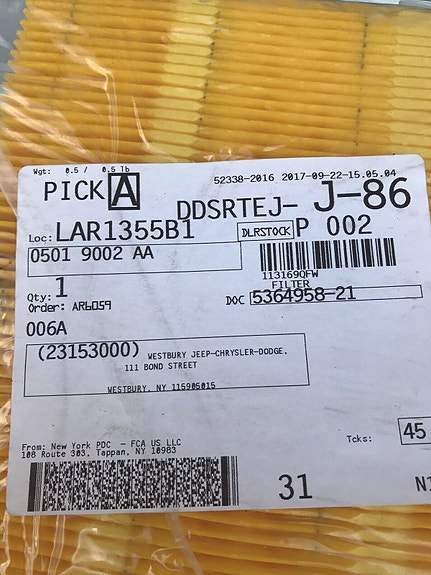 Wgt: 0.5 / 0.5 lb
52338-2016 2017-09-22-15.05.04
PICK A DDSRTEJ- J-86
Loc: LAR1355B1 DLRSTOCK P 002
0501 9002 AA
113169QFW
FILTER
Qty: 1
DOC 5364958-21
Order: AR6059
006A
(23153000) WESTBURY JEEP-CHRYSLER-DODGE.
111 BOND STREET
WESTBURY, NY 115905015
From: New York PDC - FCA US LLC
108 Route 303, Tappan, NY 10983
Tcks: 45
31